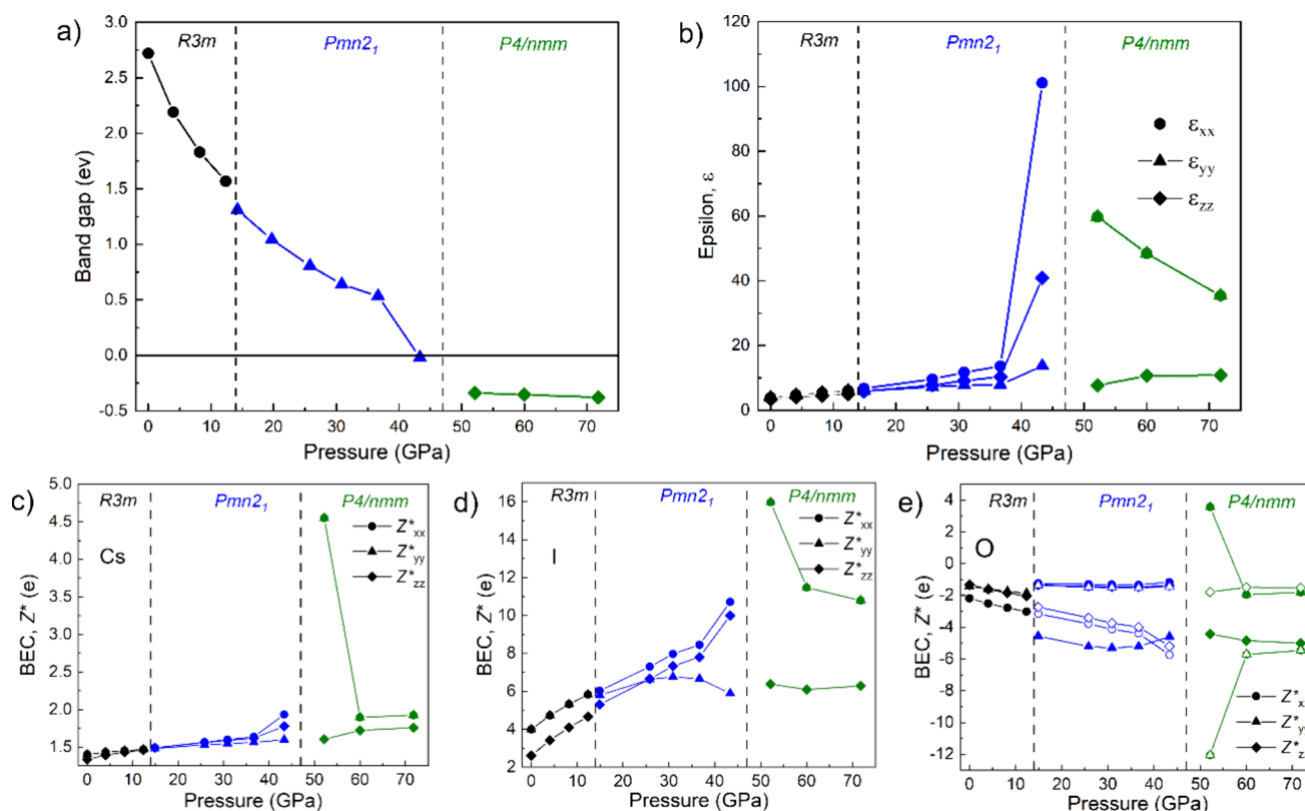 a)
R3m
Pmn2₁
P4/nmm
3.0
2.5
2.0
1.5
1.0
0.5
0.0
-0.5
Band gap (ev)
0 10 20 30 40 50 60 70
Pressure (GPa)
b)
R3m
Pmn2₁
P4/nmm
120
100
80
60
40
20
0
Epsilon, ε
εxx
εyy
εzz
0 10 20 30 40 50 60 70
Pressure (GPa)
c)
R3m
Pmn2₁
P4/nmm
5.0
4.5
4.0
3.5
3.0
2.5
2.0
1.5
BEC, Z* (e)
Cs
Z*xx
Z*yy
Z*zz
0 10 20 30 40 50 60 70
Pressure (GPa)
d)
R3m
Pmn2₁
P4/nmm
16
14
12
10
8
6
4
2
BEC, Z* (e)
I
Z*xx
Z*yy
Z*zz
0 10 20 30 40 50 60 70
Pressure (GPa)
e)
R3m
Pmn2₁
P4/nmm
4
2
0
-2
-4
-6
-8
-10
-12
BEC, Z* (e)
O
Z*x
Z*y
Z*z
0 10 20 30 40 50 60 70
Pressure (GPa)